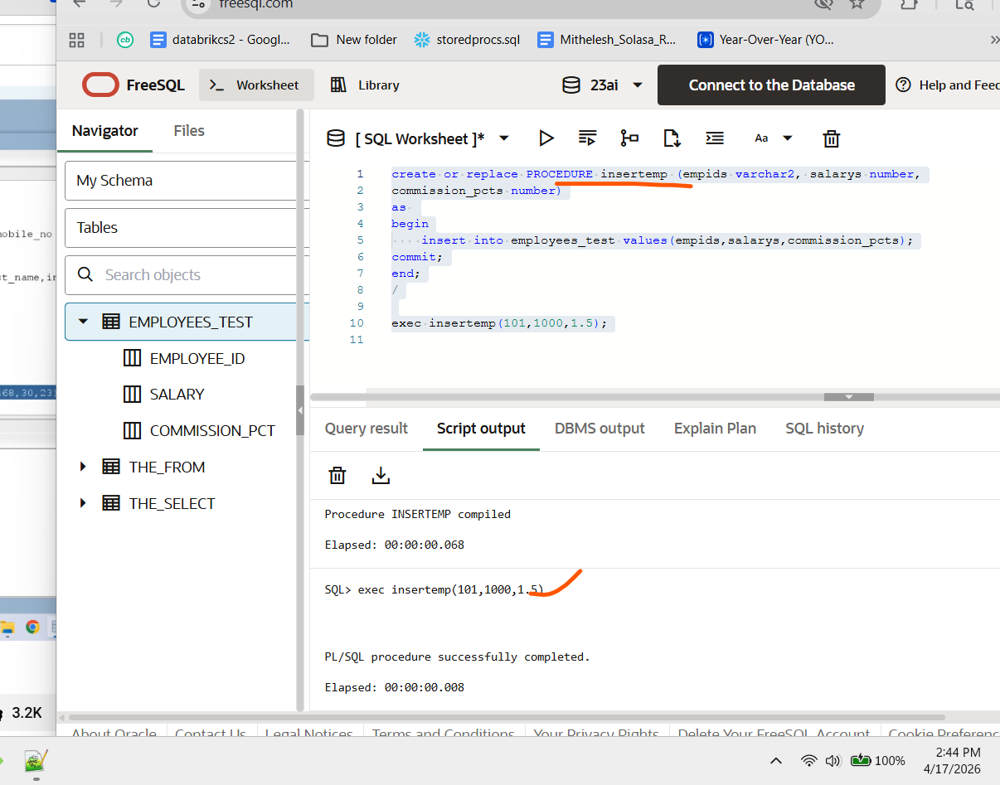 freesql.com
databrikcs2 - Googl...
New folder
storedprocs.sql
Mithelesh_Solasa_R...
Year-Over-Year (YO...
»
FreeSQL
>_ Worksheet
Library
23ai
Connect to the Database
Help and Feed
Navigator
Files
[ SQL Worksheet ]*
Aa
My Schema
Tables
Search objects
EMPLOYEES_TEST
EMPLOYEE_ID
SALARY
COMMISSION_PCT
THE_FROM
THE_SELECT
mobile_no
st_name,in
468,30,23)
3.2K
1 create or replace PROCEDURE insertemp (empids varchar2, salarys number,
2 commission_pcts number)
3 as
4 begin
5 insert into employees_test values(empids,salarys,commission_pcts);
6 commit;
7 end;
8 /
9
10 exec insertemp(101,1000,1.5);
11
Query result
Script output
DBMS output
Explain Plan
SQL history
Procedure INSERTEMP compiled
Elapsed: 00:00:00.068
SQL> exec insertemp(101,1000,1.5)
PL/SQL procedure successfully completed.
Elapsed: 00:00:00.008
About Oracle
Contact Us
Legal Notices
Terms and Conditions
Your Privacy Rights
Delete Your FreeSQL Account
Cookie Preferenc
100%
2:44 PM
4/17/2026